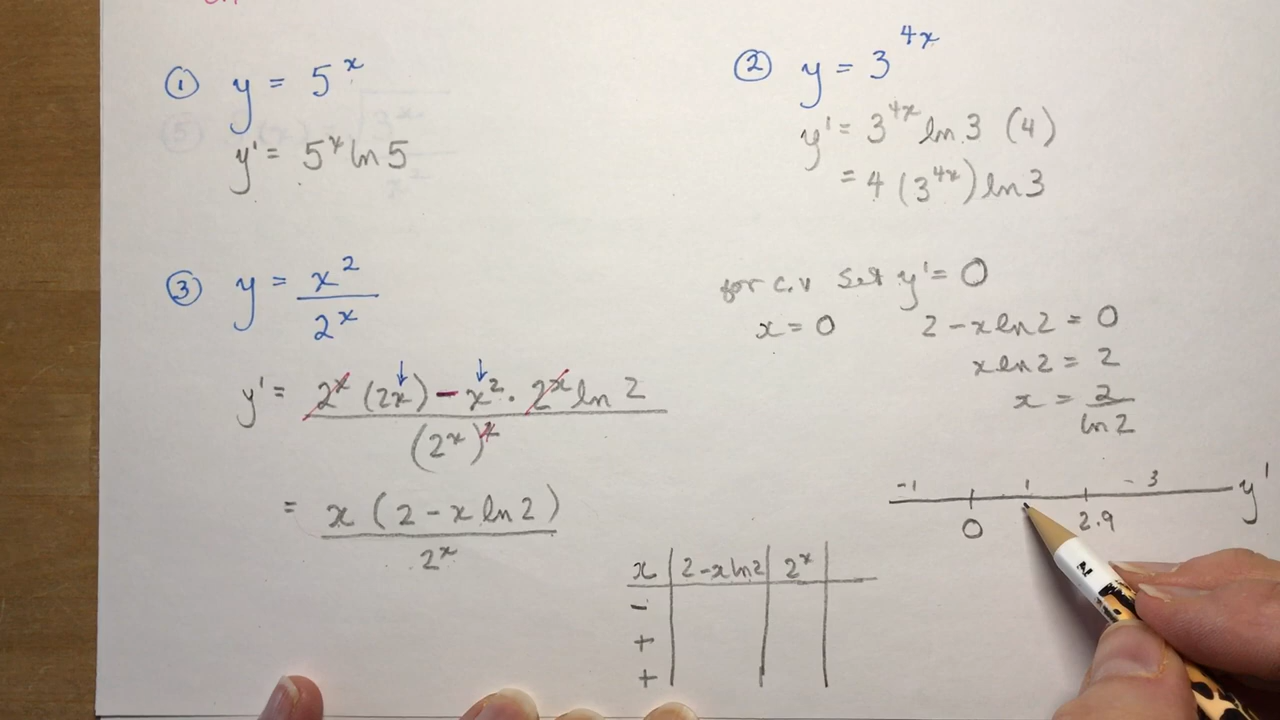 ① y = 5^x
y' = 5^x ln 5
② y = 3^{4x}
y' = 3^{4x} ln 3 (4)
= 4 (3^{4x}) ln 3
③ y = x^2 / 2^x
y' = 2^x (2x) - x^2 · 2^x ln 2 / (2^x)^2
= x (2 - x ln 2) / 2^x
for c.v set y' = 0
x = 0 2 - x ln 2 = 0
x ln 2 = 2
x = 2 / ln 2
-1 1 - 3 y'
0 2.9
x 2-x ln2 2^x
-
+
+
N